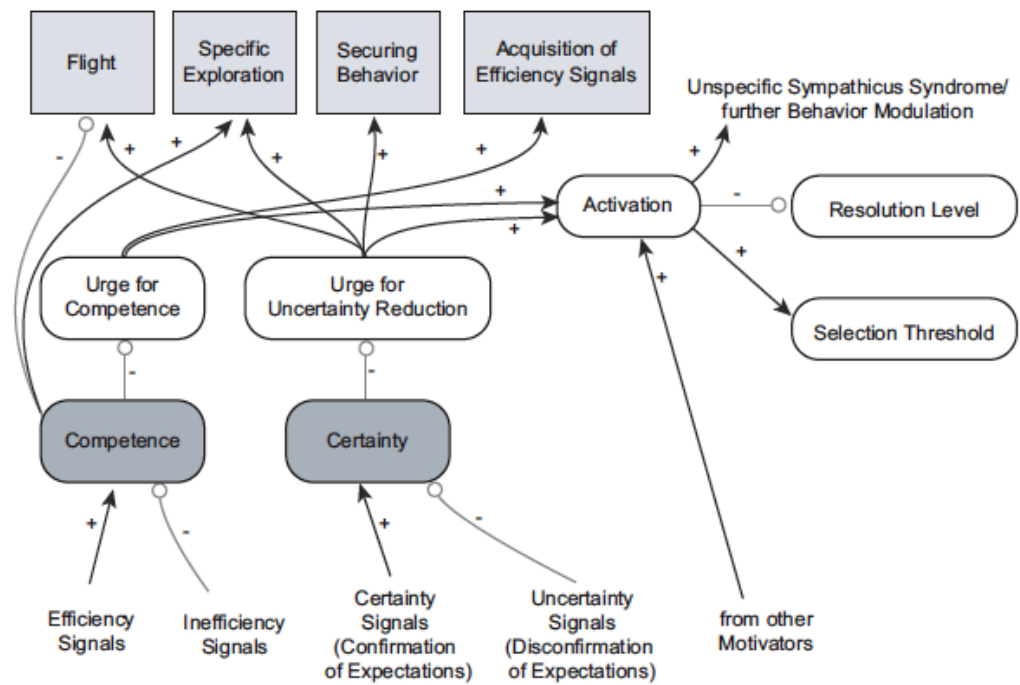 Flight
Specific
Exploration
Securing
Behavior
Acquisition of
Efficiency Signals
Unspecific Sympathicus Syndrome/
further Behavior Modulation
-
+
+
+
+
+
+
+
+
-
+
+
Activation
Resolution Level
Selection Threshold
Urge for
Competence
Urge for
Uncertainty Reduction
-
-
Competence
Certainty
+
-
+
-
Efficiency
Signals
Inefficiency
Signals
Certainty
Signals
(Confirmation
of Expectations)
Uncertainty
Signals
(Disconfirmation
of Expectations)
from other
Motivators